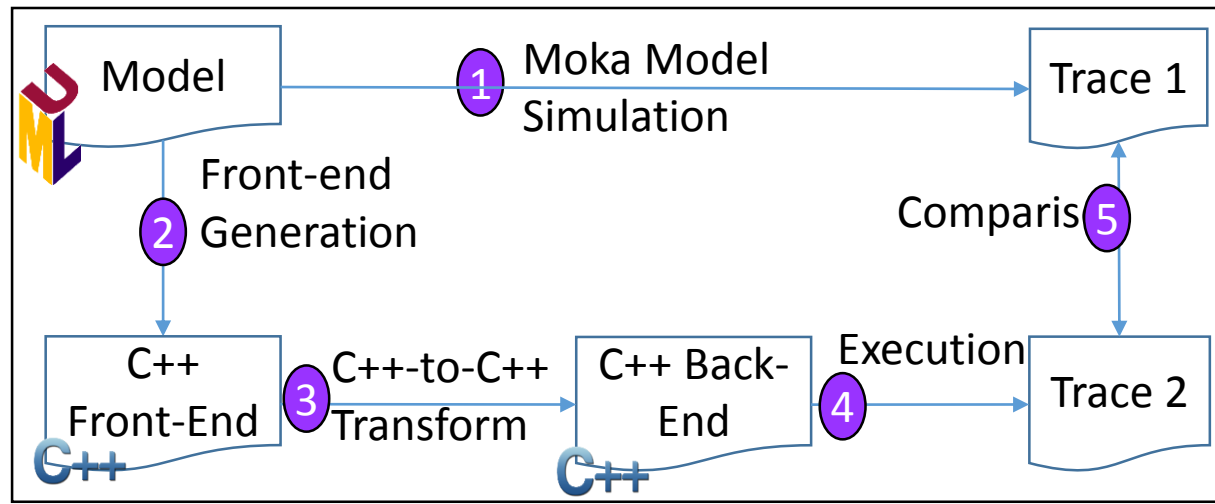 Model
UML
1
Moka Model
Simulation
Trace 1
2
Front-end
Generation
Comparis
5
C++
Front-End
C++
3
C++-to-C++
Transform
C++ Back-
End
C++
4
Execution
Trace 2